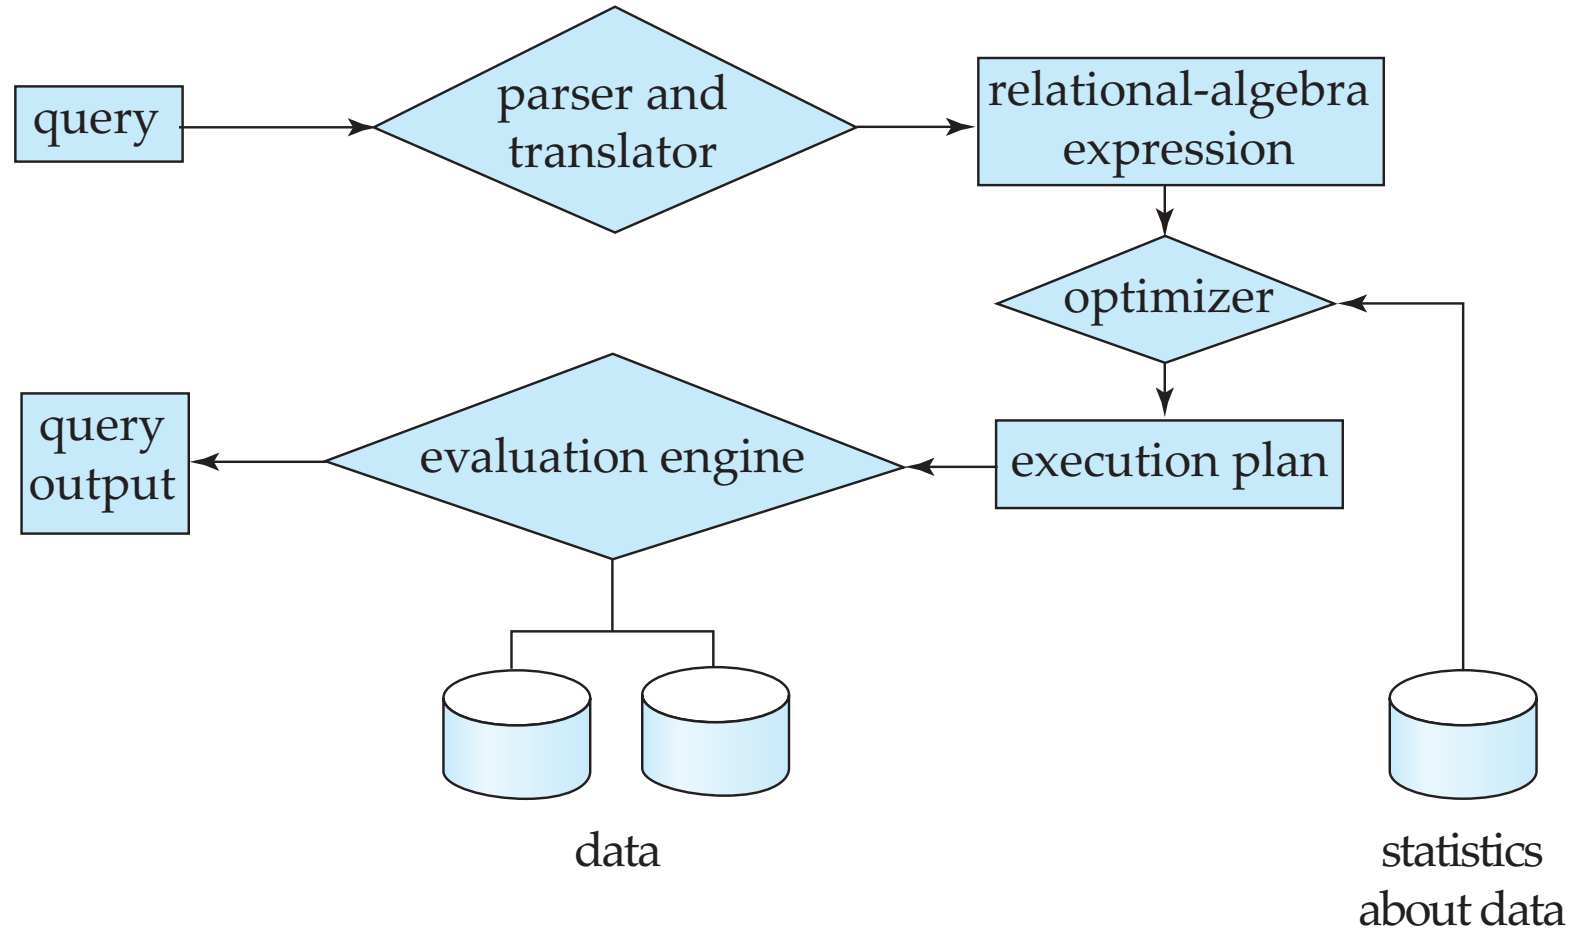 query
parser and
translator
relational-algebra
expression
optimizer
query
output
evaluation engine
execution plan
data
statistics
about data